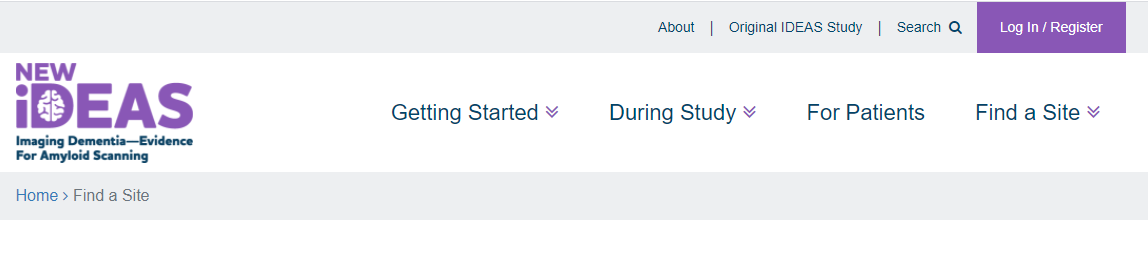 About | Original IDEAS Study | Search Log In / Register
NEW
iDEAS
Imaging Dementia—Evidence
For Amyloid Scanning
Getting Started During Study For Patients Find a Site
Home › Find a Site